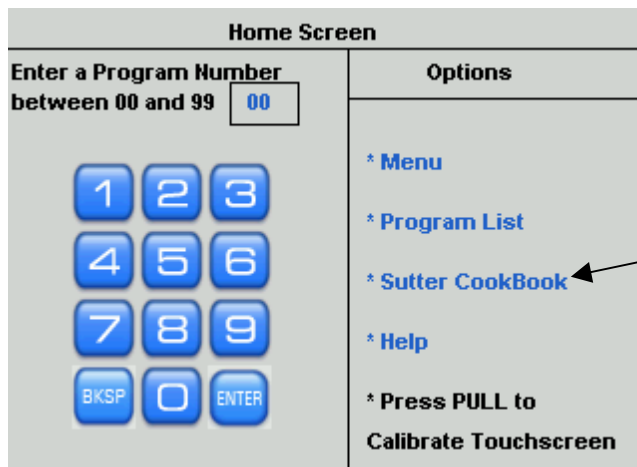 Home Screen
Enter a Program Number
between 00 and 99 00
1 2 3
4 5 6
7 8 9
BKSP 0 ENTER
Options
* Menu
* Program List
* Sutter CookBook
* Help
* Press PULL to
Calibrate Touchscreen